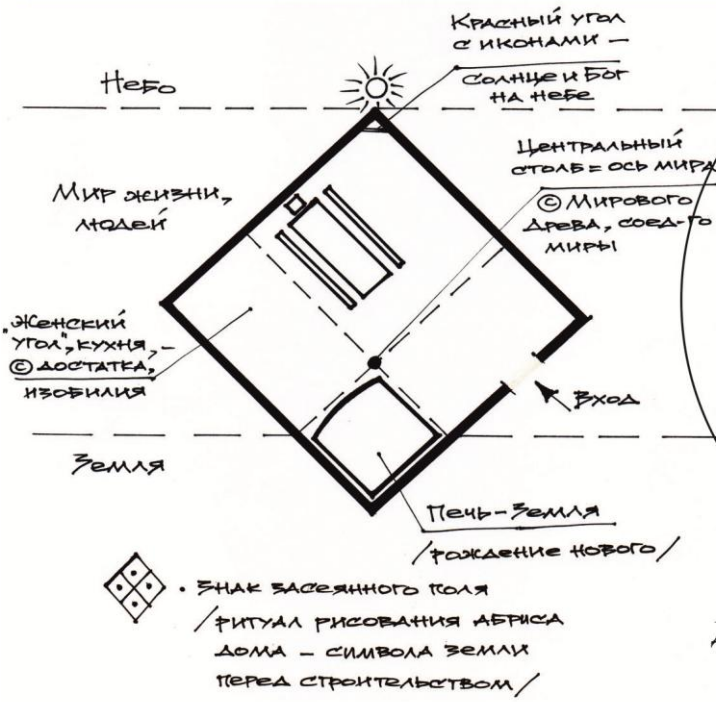 Красный угол
с иконами –
солнце и Бог
на небе
Небо
Центральный
столб = ось мира
© Мирового
древа, соед-го
миры
Мир жизни,
людей
„Женский
угол", кухня, –
© достатка,
изобилия
Вход
Земля
Печь–Земля
/рождение нового/
• знак засеянного поля
/ритуал рисования абриса
дома – символа земли
перед строительством/